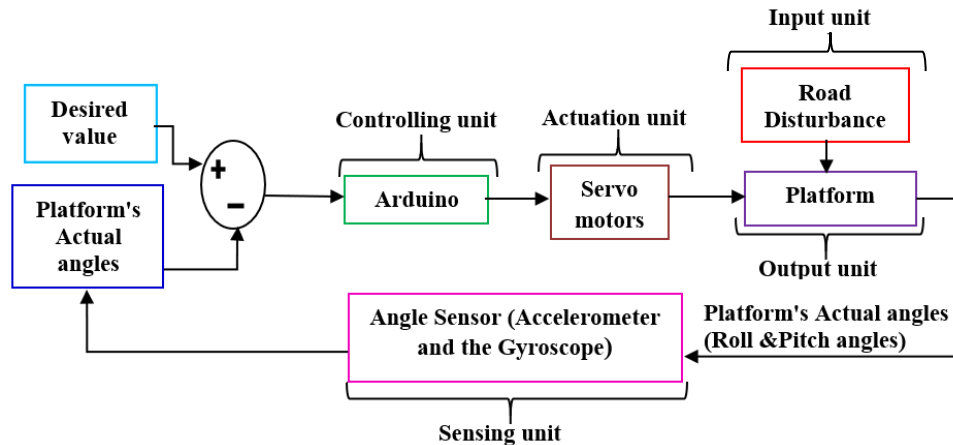 Input unit
Desired
value
Road
Disturbance
Controlling unit
Actuation unit
+
−
Arduino
Servo
motors
Platform
Platform's
Actual
angles
Output unit
Angle Sensor (Accelerometer
and the Gyroscope)
Platform's Actual angles
(Roll &Pitch angles)
Sensing unit